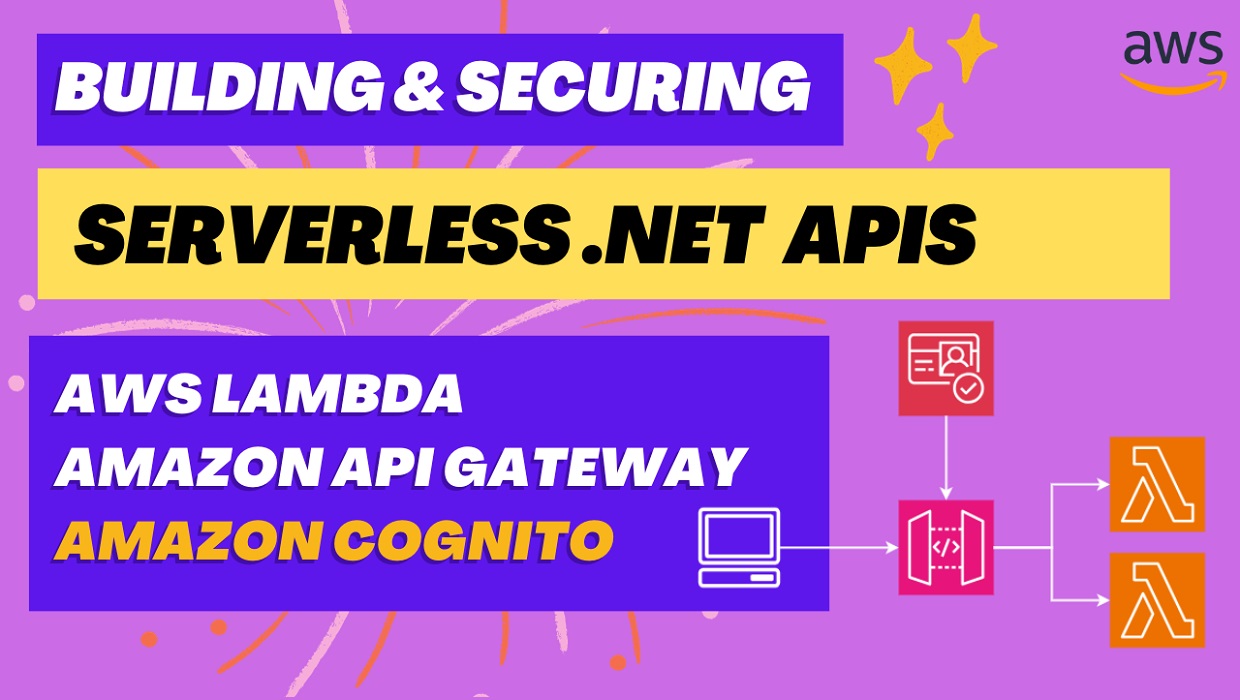 BUILDING & SECURING
aws
SERVERLESS .NET APIS
AWS LAMBDA
AMAZON API GATEWAY
AMAZON COGNITO
</>